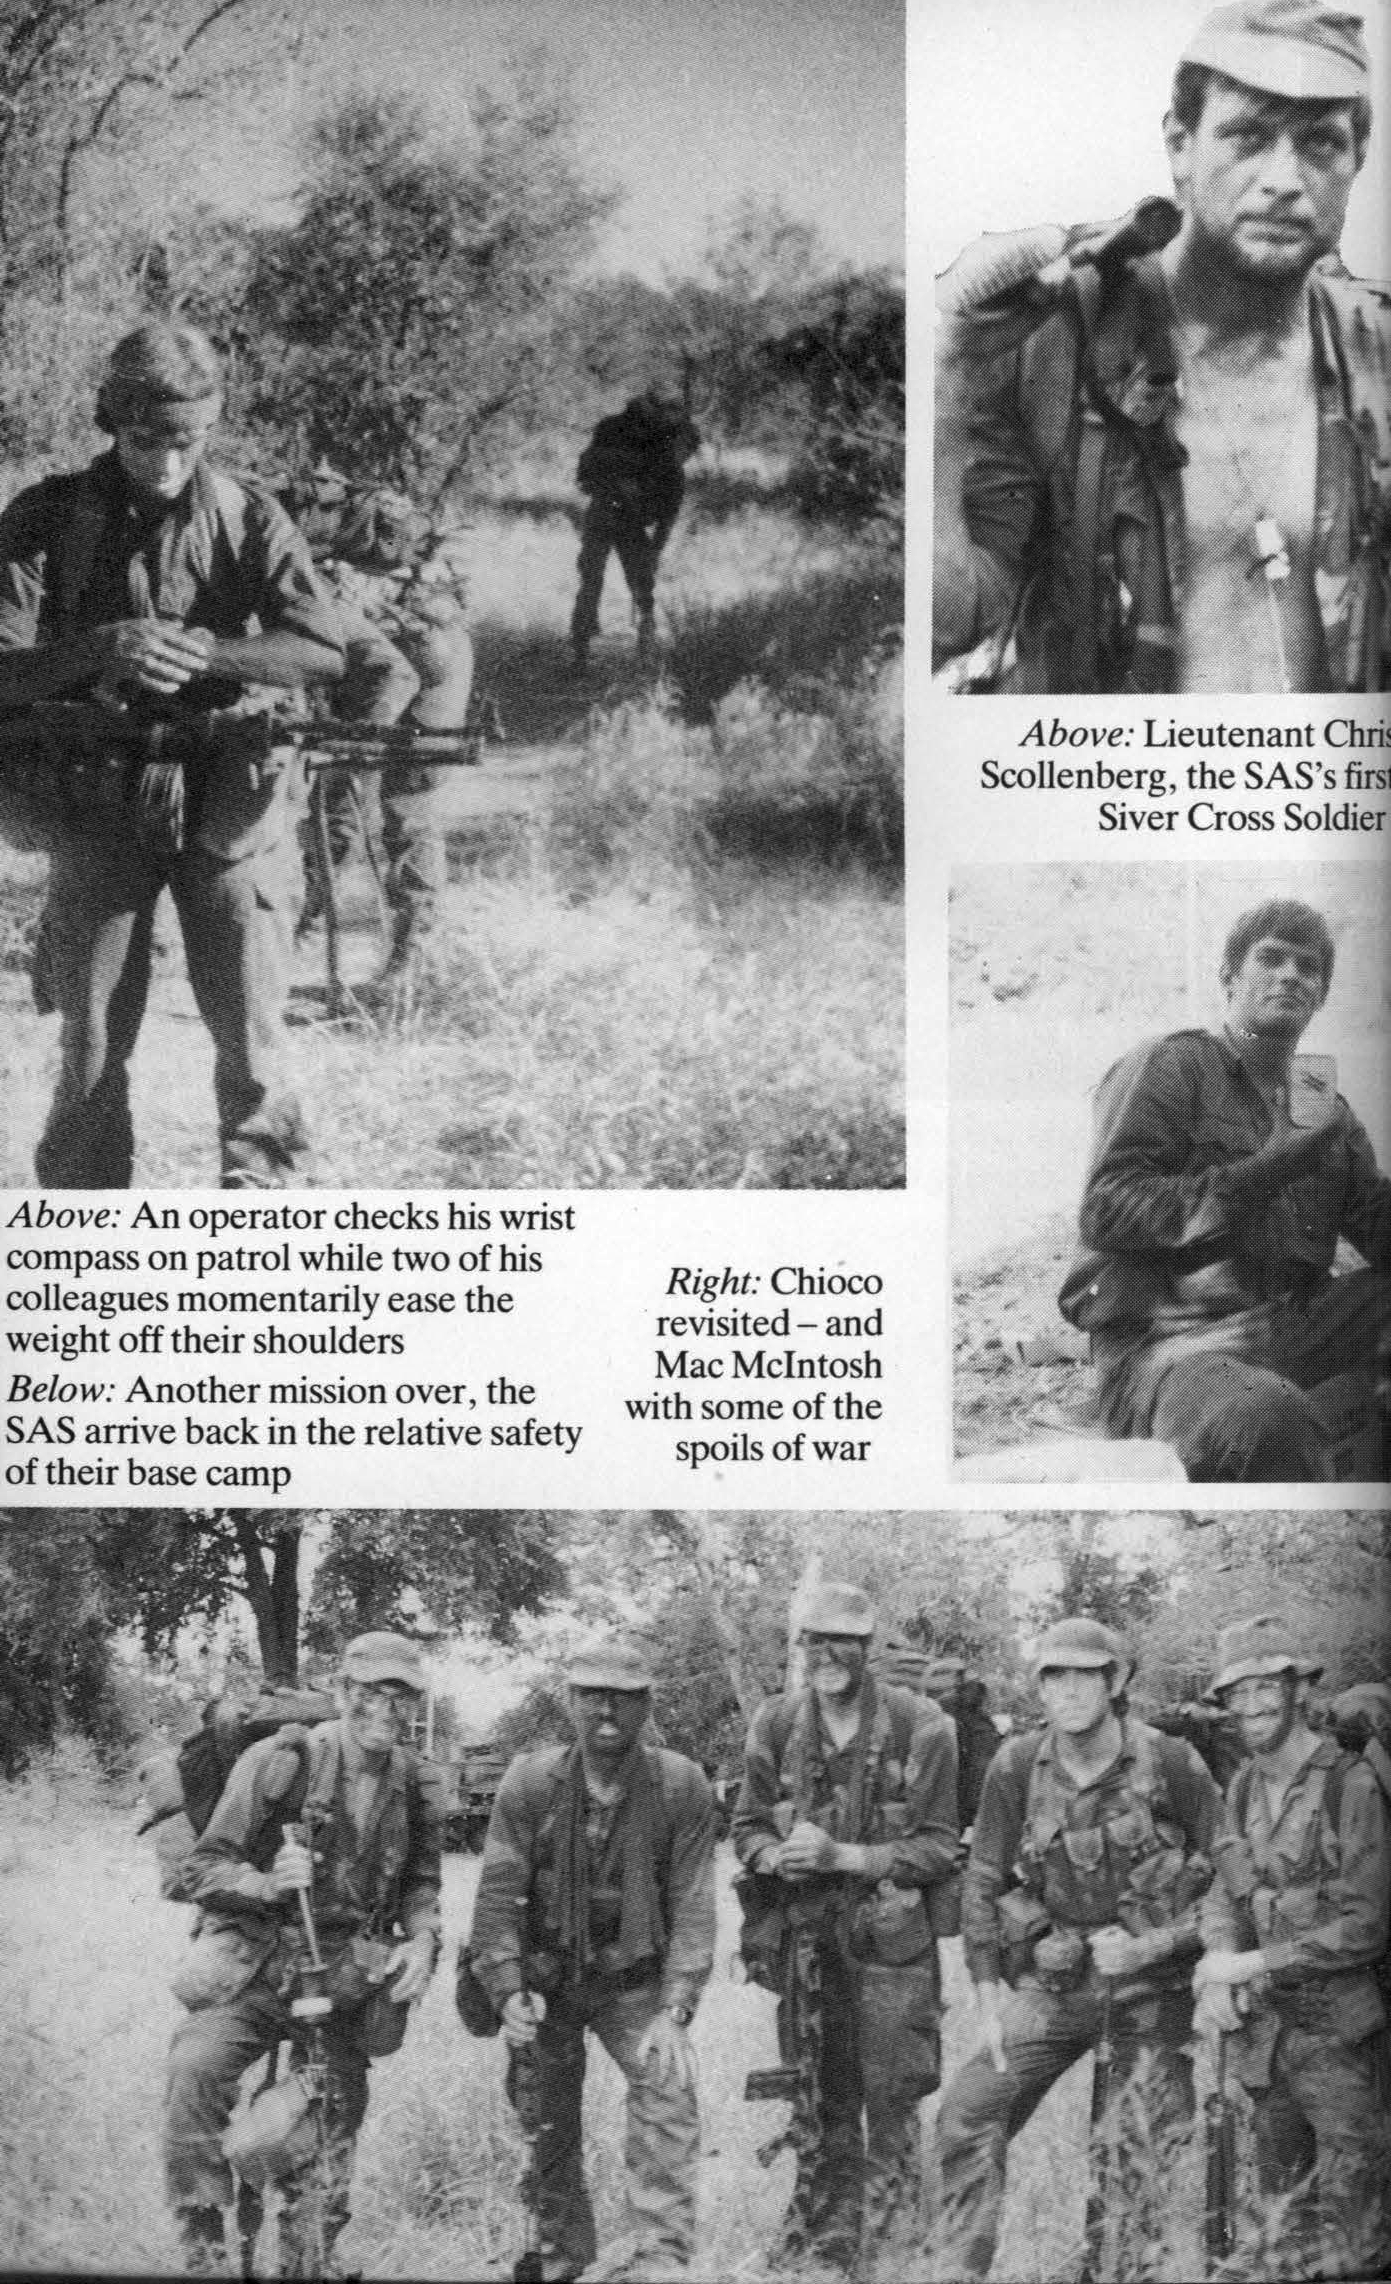 Above: Lieutenant Chris
Scollenberg, the SAS's first
Siver Cross Soldier
Above: An operator checks his wrist
compass on patrol while two of his
colleagues momentarily ease the
weight off their shoulders
Below: Another mission over, the
SAS arrive back in the relative safety
of their base camp
Right: Chioco
revisited – and
Mac McIntosh
with some of the
spoils of war